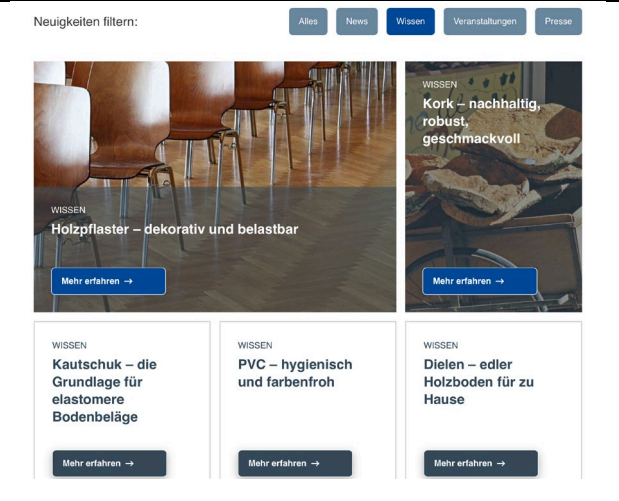 Neuigkeiten filtern:
Alles
News
Wissen
Veranstaltungen
Presse
WISSEN
Holzpflaster – dekorativ und belastbar
Mehr erfahren →
WISSEN
Kork – nachhaltig,
robust,
geschmackvoll
Mehr erfahren →
WISSEN
Kautschuk – die
Grundlage für
elastomere
Bodenbeläge
Mehr erfahren →
WISSEN
PVC – hygienisch
und farbenfroh
Mehr erfahren →
WISSEN
Dielen – edler
Holzboden für zu
Hause
Mehr erfahren →